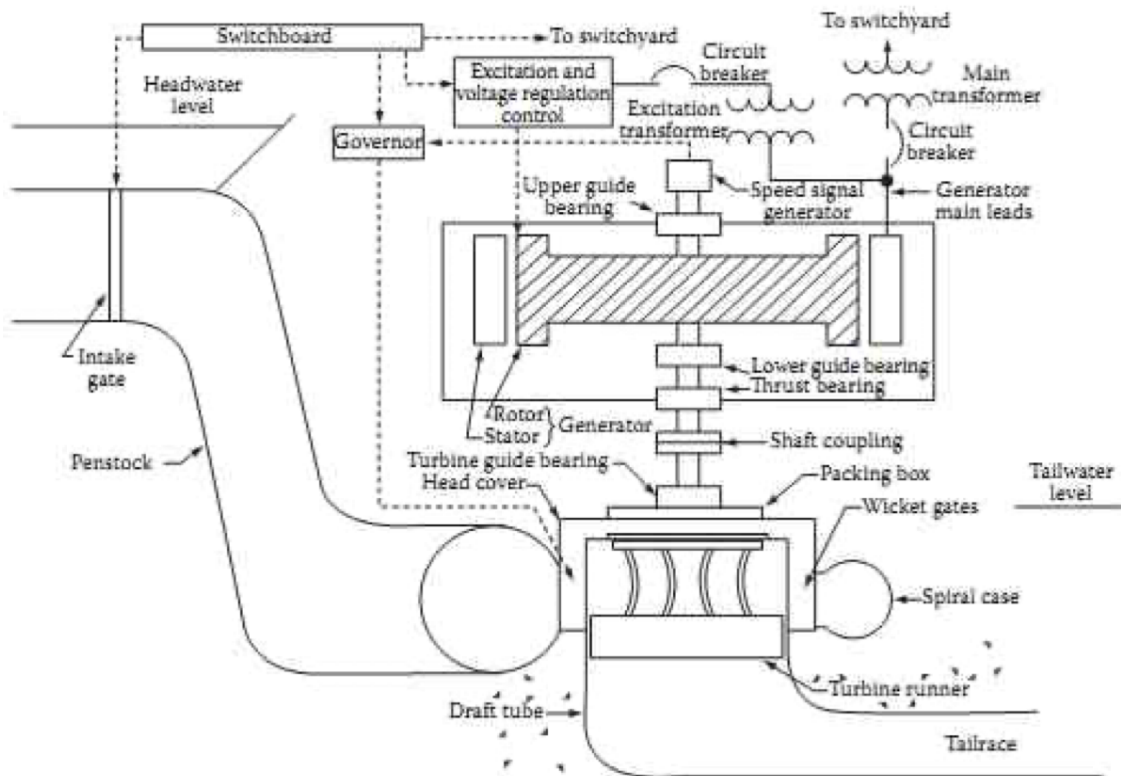 To switchyard
Switchboard
To switchyard
Headwater
level
Excitation and
voltage regulation
control
Circuit
breaker
Main
transformer
Excitation
transformer
Governor
Circuit
breaker
Upper guide
bearing
Speed signal
generator
Generator
main leads
Intake
gate
Lower guide bearing
Thrust bearing
Rotor
Stator
Generator
Shaft coupling
Penstock
Turbine guide bearing
Head cover
Packing box
Tailwater
level
Wicket gates
Spiral case
Turbine runner
Draft tube
Tailrace